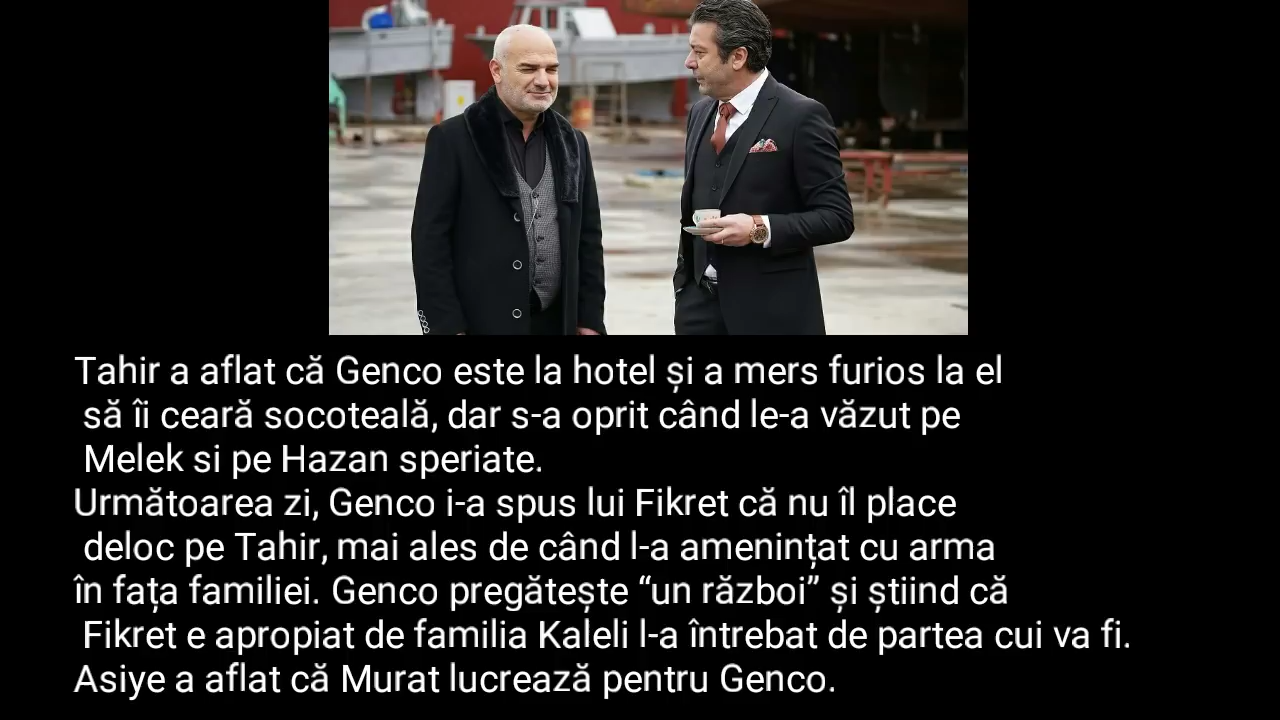 Tahir a aflat că Genco este la hotel și a mers furios la el
să îi ceară socoteală, dar s-a oprit când le-a văzut pe
Melek si pe Hazan speriate.
Următoarea zi, Genco i-a spus lui Fikret că nu îl place
deloc pe Tahir, mai ales de când l-a amenințat cu arma
în fața familiei. Genco pregătește “un război” și știind că
Fikret e apropiat de familia Kaleli l-a întrebat de partea cui va fi.
Asiye a aflat că Murat lucrează pentru Genco.